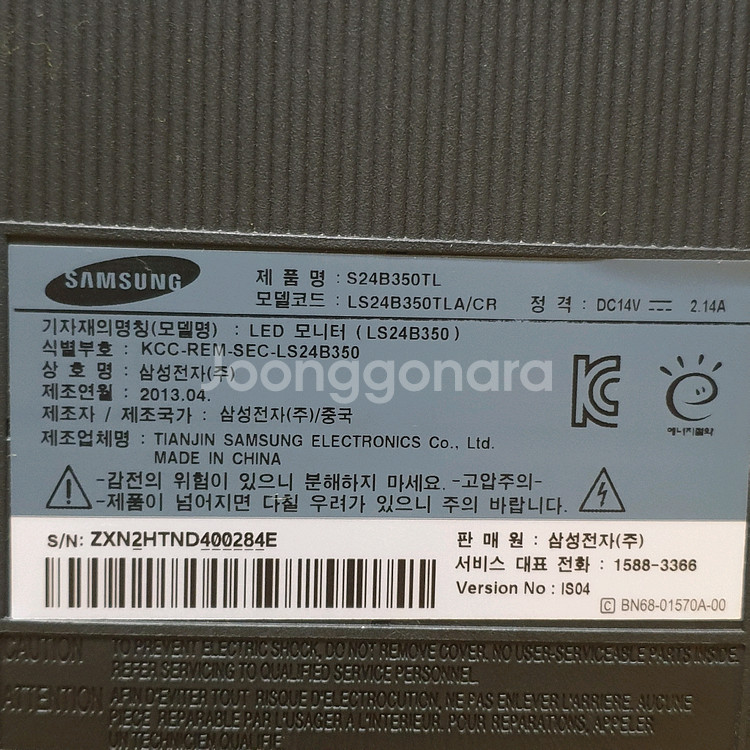 SAMSUNG
제 품 명 : S24B350TL
모델코드 : LS24B350TLA/CR 정 격 : DC14V 2.14A
기자재의명칭(모델명) : LED 모니터 (LS24B350)
식별부호 : KCC-REM-SEC-LS24B350
상 호 명 : 삼성전자(주)
제조연월 : 2013.04.
제조자 / 제조국가 : 삼성전자(주)/중국
제조업체명 : TIANJIN SAMSUNG ELECTRONICS Co., Ltd.
MADE IN CHINA
에너지절약
Joonggonara
-감전의 위험이 있으니 분해하지 마세요. -고압주의-
-제품이 넘어지면 다칠 우려가 있으니 주의 바랍니다.
S/N: ZXN2HTND400284E
판 매 원 : 삼성전자(주)
서비스 대표 전화 : 1588-3366
Version No : IS04
C BN68-01570A-00
CAUTION TO PREVENT ELECTRIC SHOCK, DO NOT REMOVE COVER. NO USER-SERVICEABLE PARTS INSIDE
REFER SERVICING TO QUALIFIED SERVICE PERSONNEL.
ATTENTION AFIN D'EVITER TOUT RISQUE D'ELECTROCUTION, NE PAS ENLEVER L'ARRIERE, AUCUNE
PIECE REPARABLE PAR L'USAGER A L'INTERIEUR. POUR REPARATIONS, APPELER
UN TECHNICIEN QUALIFIE